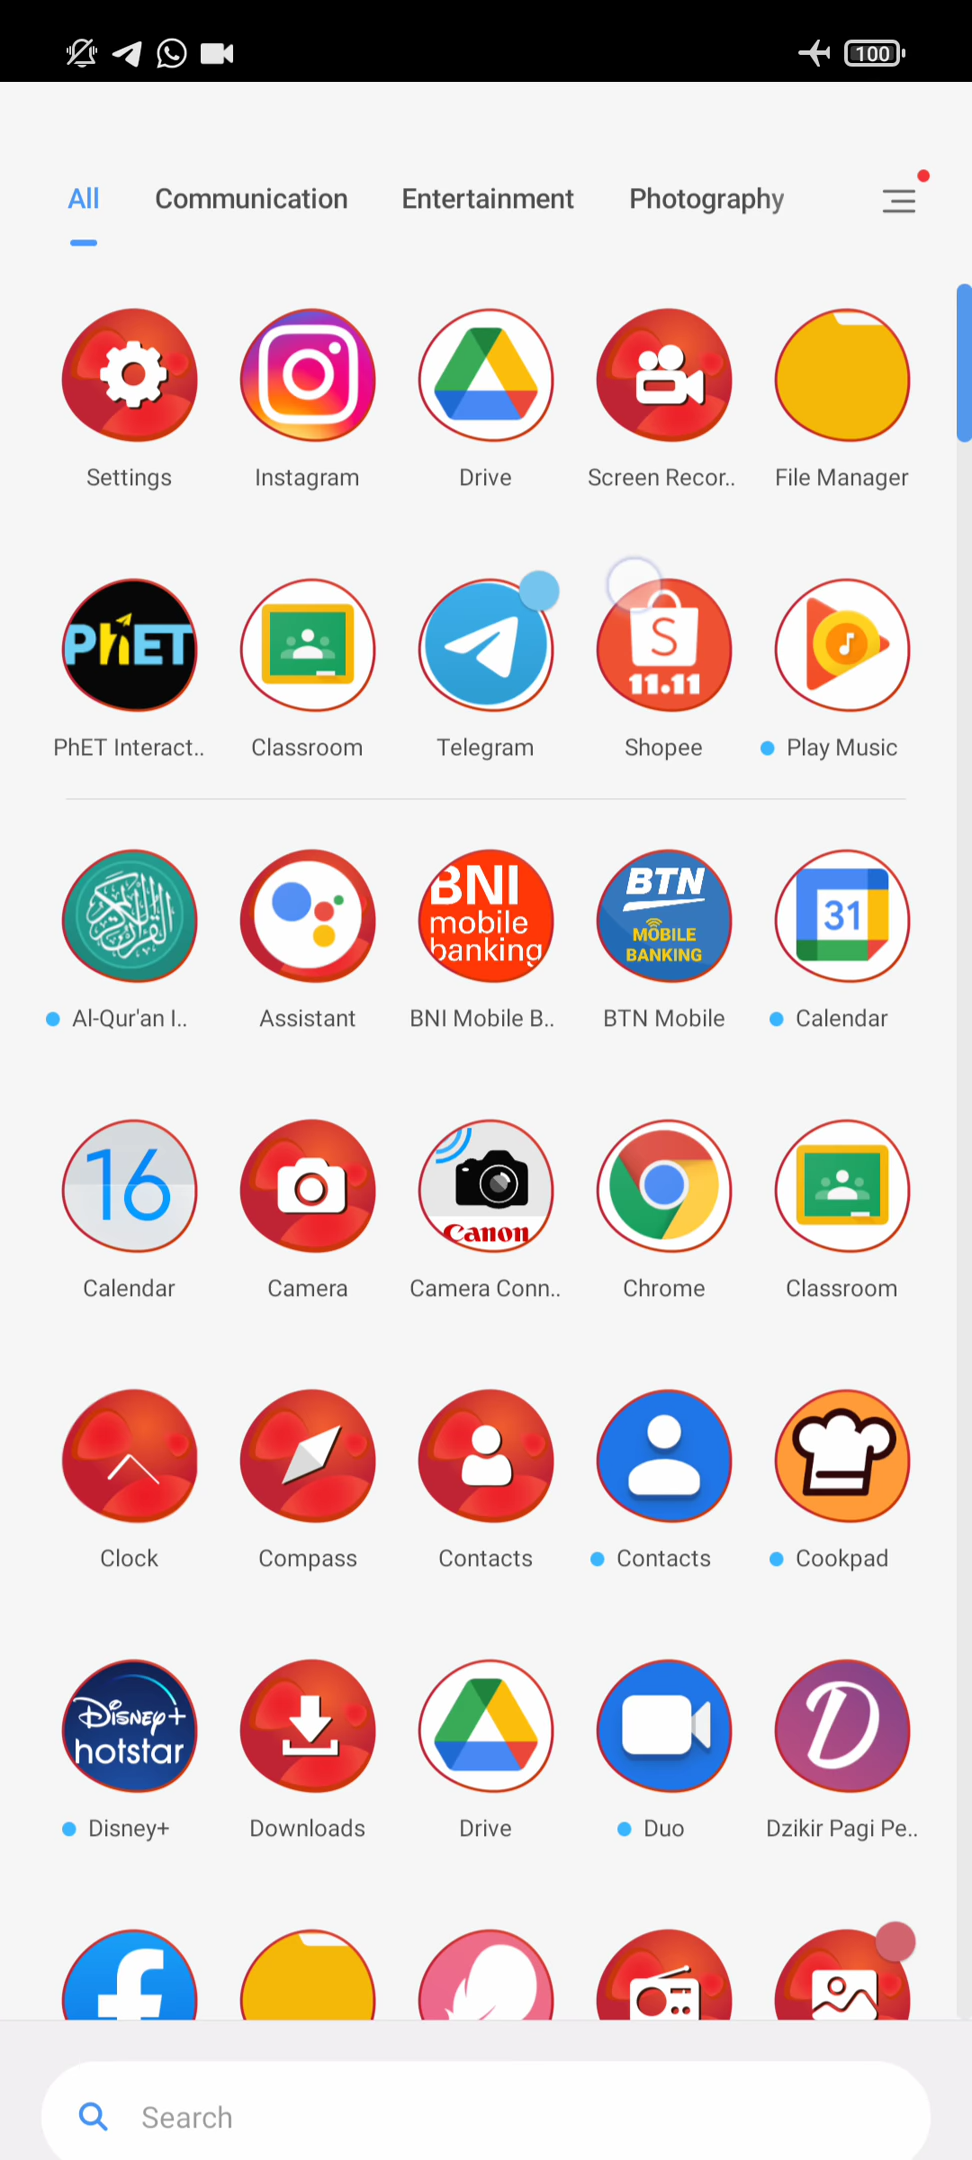 100
All Communication Entertainment Photography
Settings Instagram Drive Screen Recor.. File Manager
PhET
S
11.11
PhET Interact.. Classroom Telegram Shopee Play Music
BNI
mobile
banking
BTN
MOBILE
BANKING
31
Al-Qur'an I.. Assistant BNI Mobile B.. BTN Mobile Calendar
16
Canon
Calendar Camera Camera Conn.. Chrome Classroom
Clock Compass Contacts Contacts Cookpad
Disney+
hotstar
D
Disney+ Downloads Drive Duo Dzikir Pagi Pe..
Search